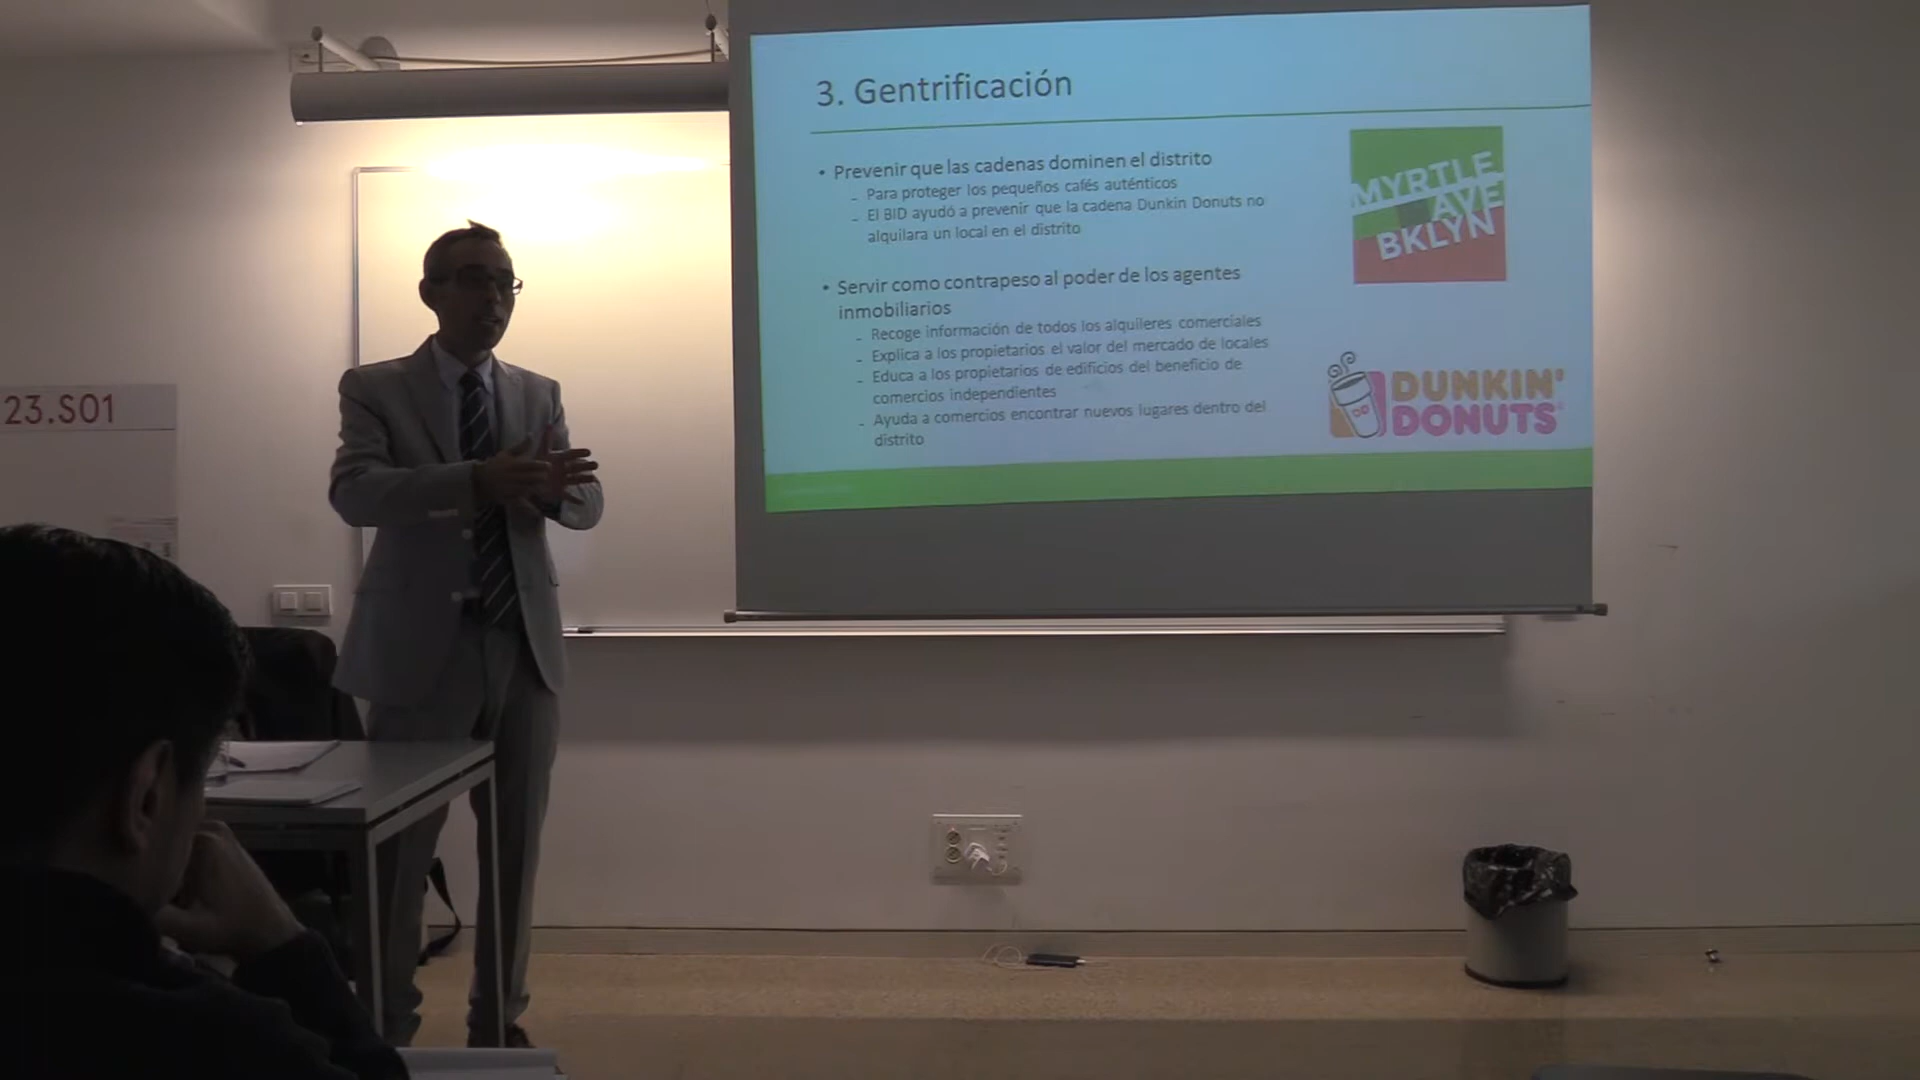 3. Gentrificación
• Prevenir que las cadenas dominen el distrito
- Para proteger los pequeños cafés auténticos
- El BID ayudó a prevenir que la cadena Dunkin Donuts no
alquilara un local en el distrito
• Servir como contrapeso al poder de los agentes
inmobiliarios
- Recoge información de todos los alquileres comerciales
- Explica a los propietarios el valor del mercado de locales
- Educa a los propietarios de edificios del beneficio de
comercios independientes
- Ayuda a comercios encontrar nuevos lugares dentro del
distrito
MYRTLE
AVE
BKLYN
DD
DUNKIN'
DONUTS
23.S01